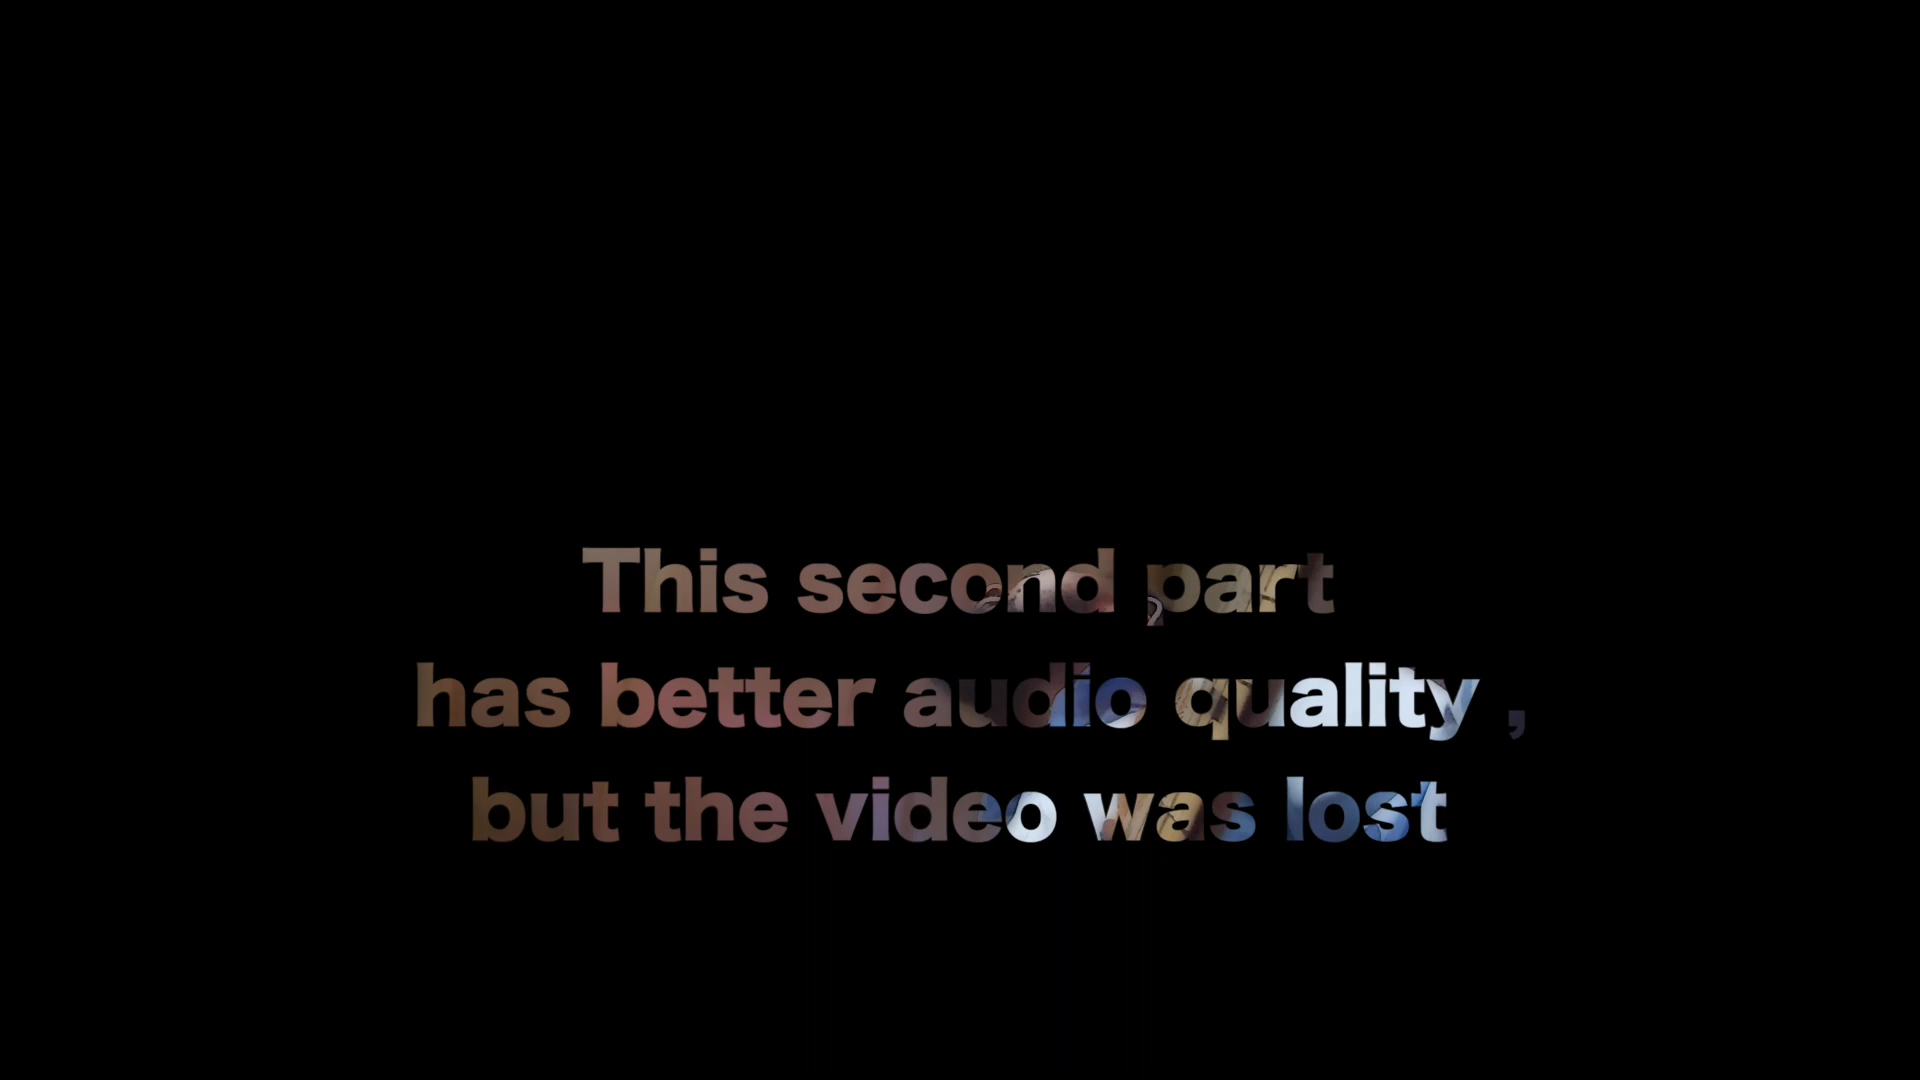 This second part
has better audio quality ,
but the video was lost